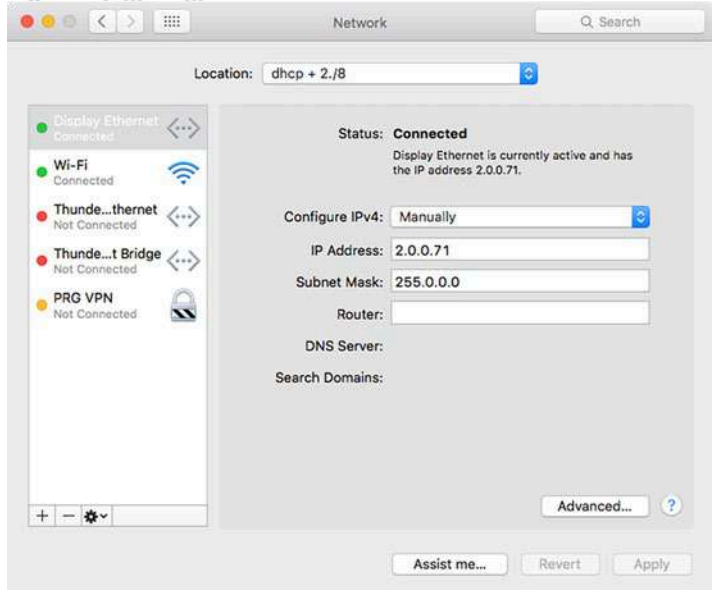 Network
Search
Location: dhcp + 2./8
Display Ethernet
Connected
Wi-Fi
Connected
Thunde...thernet
Not Connected
Thunde...t Bridge
Not Connected
PRG VPN
Not Connected
Status: Connected
Display Ethernet is currently active and has
the IP address 2.0.0.71.
Configure IPv4: Manually
IP Address: 2.0.0.71
Subnet Mask: 255.0.0.0
Router:
DNS Server:
Search Domains:
Advanced... ?
Assist me... Revert Apply